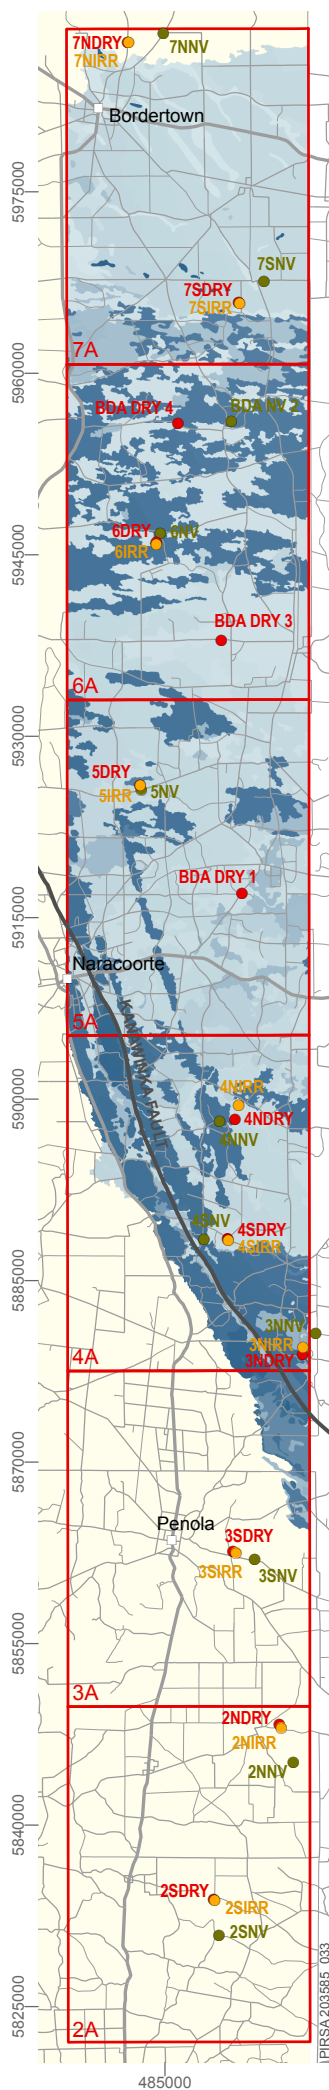 7NDRY
7NNV
7NIRR
Bordertown
5975000
7SNV
7SDRY
7SIRR
7A
5960000
BDA DRY 4
BDA NV 2
6DRY
6NV
6IRR
5945000
BDA DRY 3
6A
5930000
5DRY
5IRR
5NV
BDA DRY 1
5915000
Naracoorte
KANAWINKA FAULT
5A
4NIRR
5900000
4NDRY
4NNV
4SNV
4SDRY
4SIRR
5885000
3NNV
3NIRR
3NDRY
4A
5870000
Penola
3SDRY
3SIRR
3SNV
5855000
3A
2NDRY
2NIRR
2NNV
5840000
2SDRY
2SIRR
2SNV
5825000
2A
PIRSA 203585_033
485000